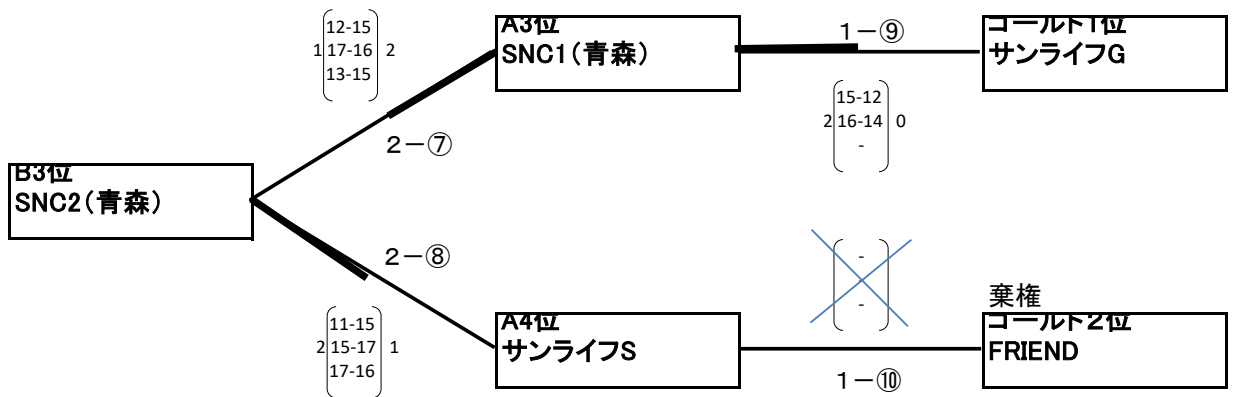 12-15
1 17-16 2
13-15
2－⑦
A3位
SNC1（青森）
1－⑨
15-12
2 16-14 0
-
ゴールド1位
サンライフG
B3位
SNC2（青森）
2－⑧
11-15
2 15-17 1
17-16
A4位
サンライフS
-
-
1－⑩
棄権
ゴールド２位
FRIEND